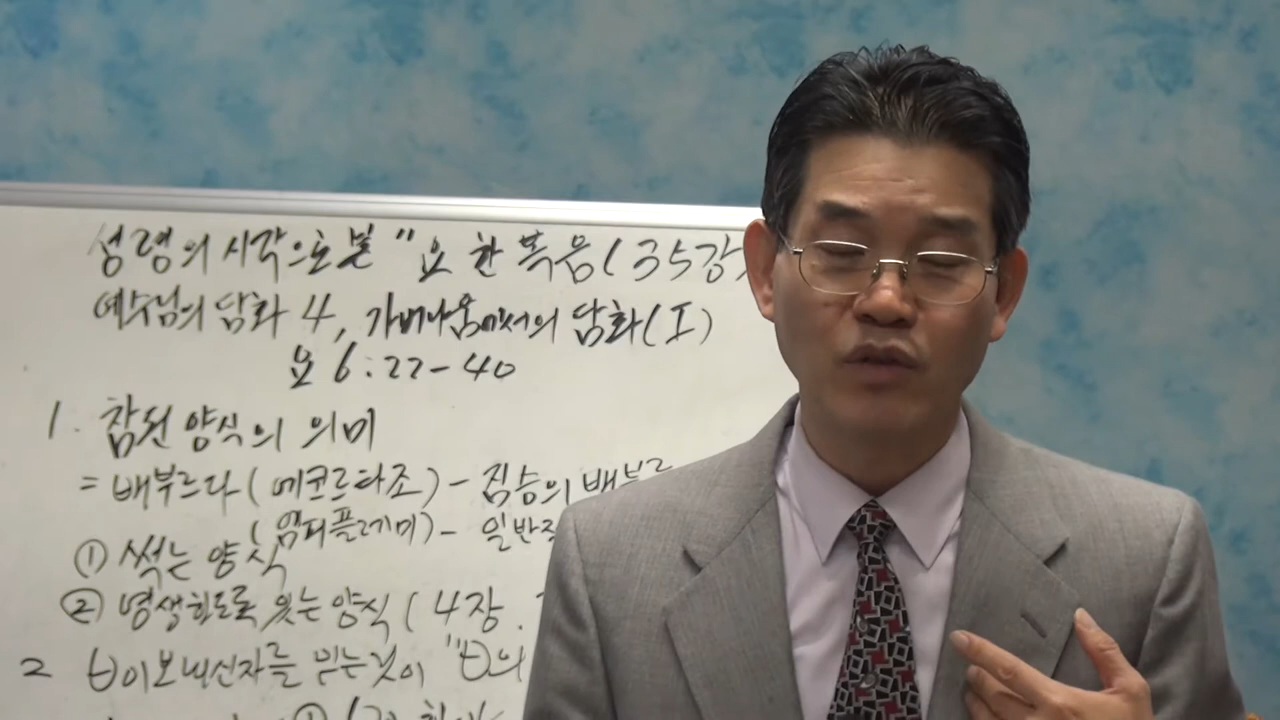 성령의 시각으로 본 "요한복음(35강)
예수님의 담화 4, 가버나움에서의 담화(I)
요 6:22-40
1. 참된 양식의 의미
= 배부르다(에코르타조)- 짐승의 배부르
(엠피플레미)- 일반적
① 썩는 양식
② 영생하도록 있는 양식(4장.
2 ㅂ이보내신자를 믿는것이 "ㅂ의